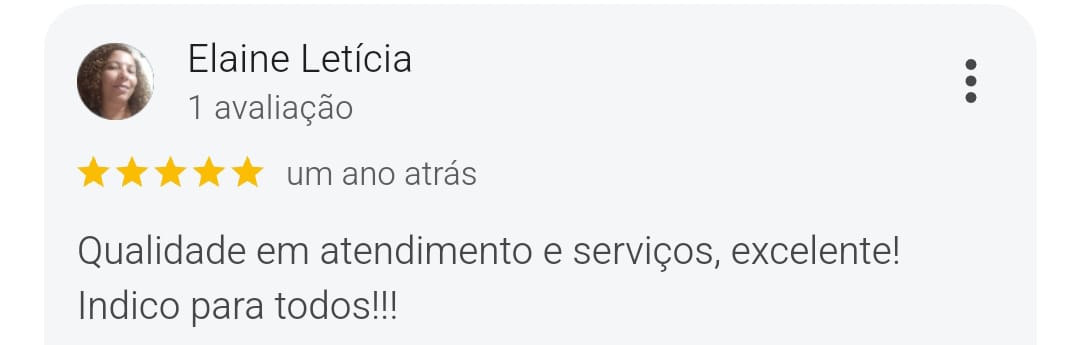 Elaine Letícia
1 avaliação
um ano atrás
Qualidade em atendimento e serviços, excelente!
Indico para todos!!!